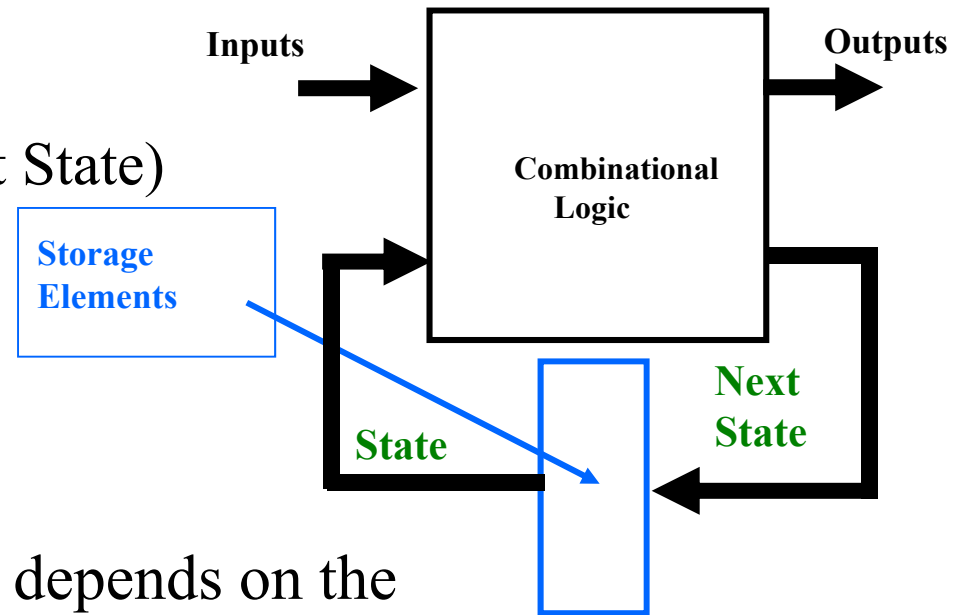 Inputs
Outputs
t State)
Combinational
Logic
Storage
Elements
Next
State
State
depends on the